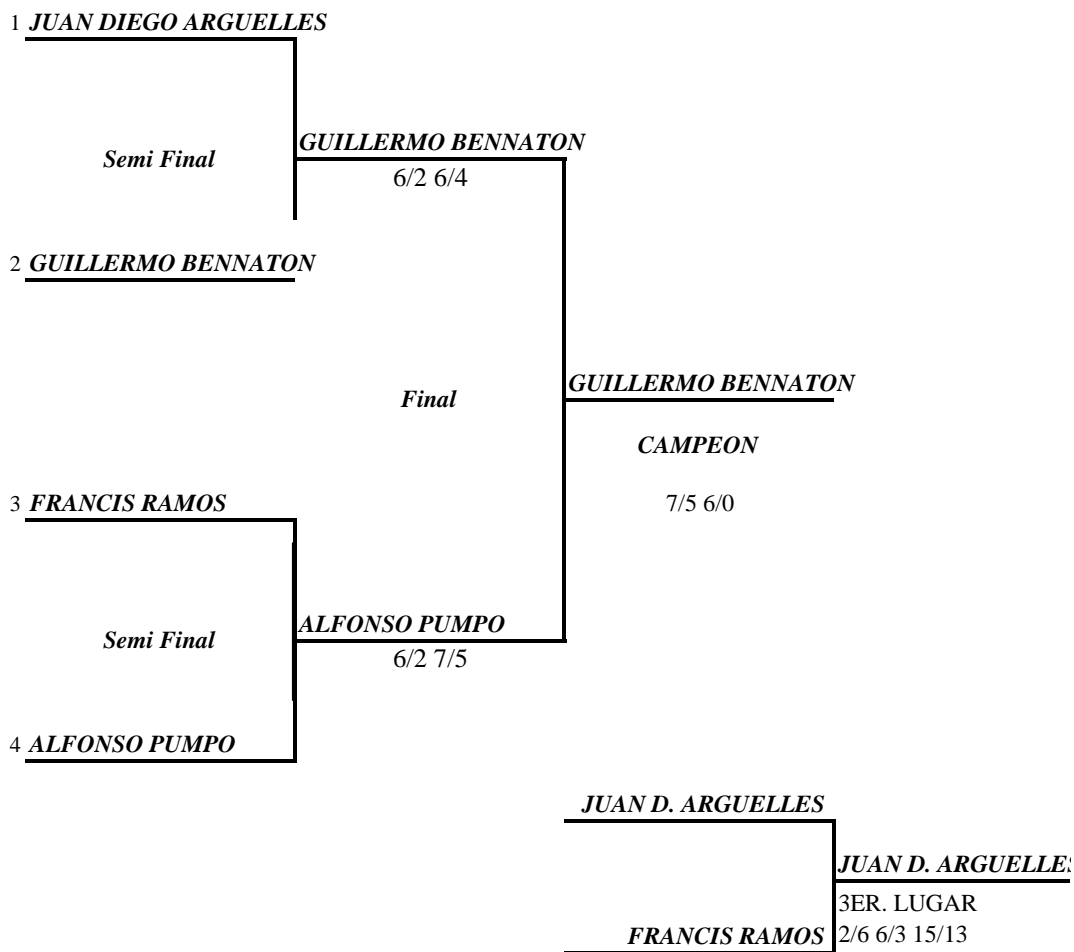 1 JUAN DIEGO ARGUELLES
Semi Final
GUILLERMO BENNATON
6/2 6/4
2 GUILLERMO BENNATON
Final
GUILLERMO BENNATON
CAMPEON
7/5 6/0
3 FRANCIS RAMOS
Semi Final
ALFONSO PUMPO
6/2 7/5
4 ALFONSO PUMPO
JUAN D. ARGUELLES
JUAN D. ARGUELLES
3ER. LUGAR
FRANCIS RAMOS
2/6 6/3 15/13